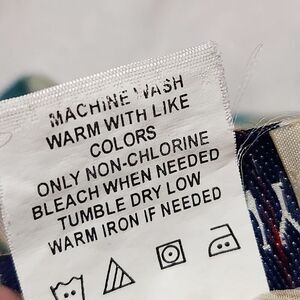 MACHINE WASH
WARM WITH LIKE
COLORS
ONLY NON-CHLORINE
BLEACH WHEN NEEDED
TUMBLE DRY LOW
WARM IRON IF NEEDED